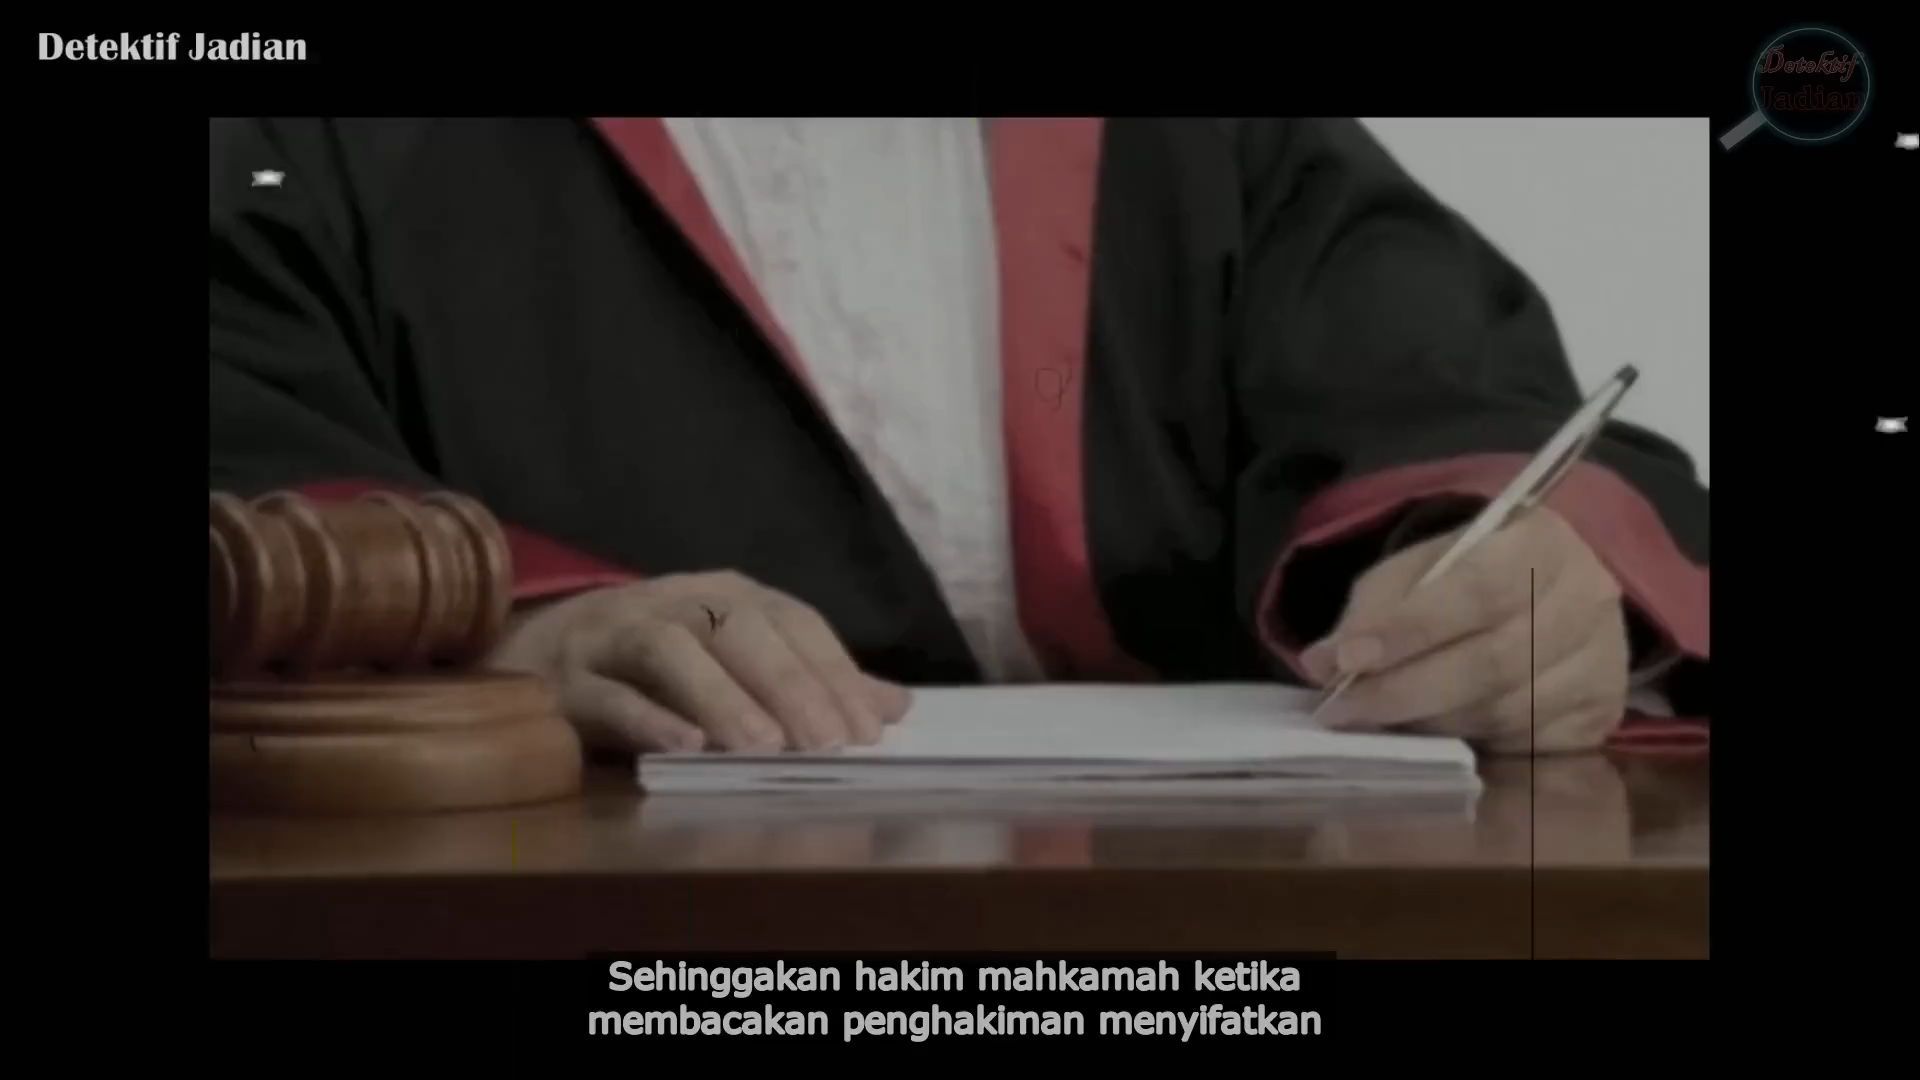 Detektif Jadian
Detektif
Jadian
Sehinggakan hakim mahkamah ketika
membacakan penghakiman menyifatkan